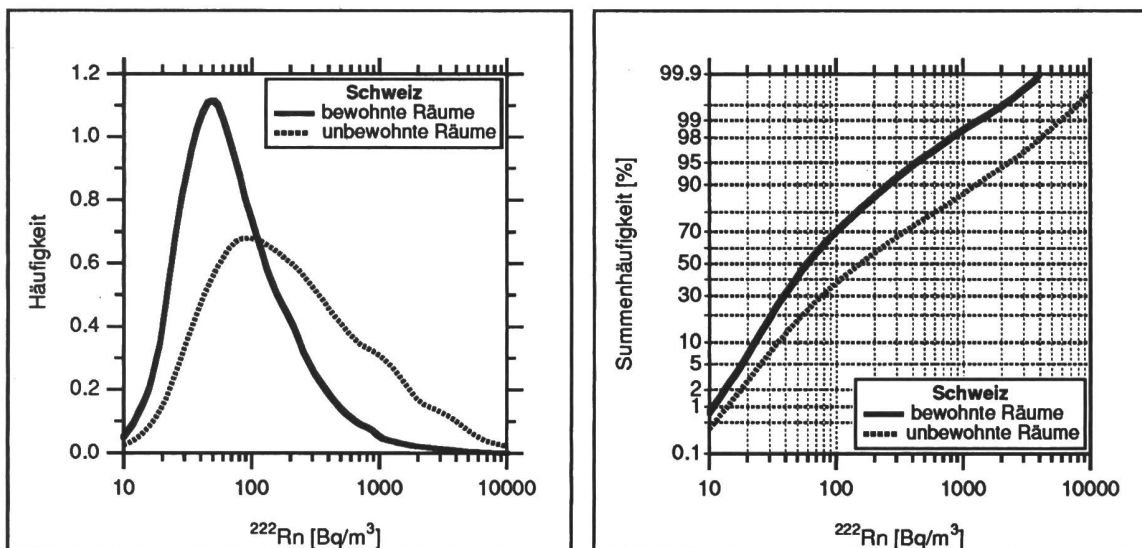 Häufigkeit
1.2
1.0
0.8
0.6
0.4
0.2
0.0
Schweiz
bewohnte Räume
unbewohnte Räume
10
100
1000
10000
²²²Rn [Bq/m³]
Summenhäufigkeit [%]
99.9
99
98
95
90
70
50
30
10
5
2
1
0.1
Schweiz
bewohnte Räume
unbewohnte Räume
10
100
1000
10000
²²²Rn [Bq/m³]